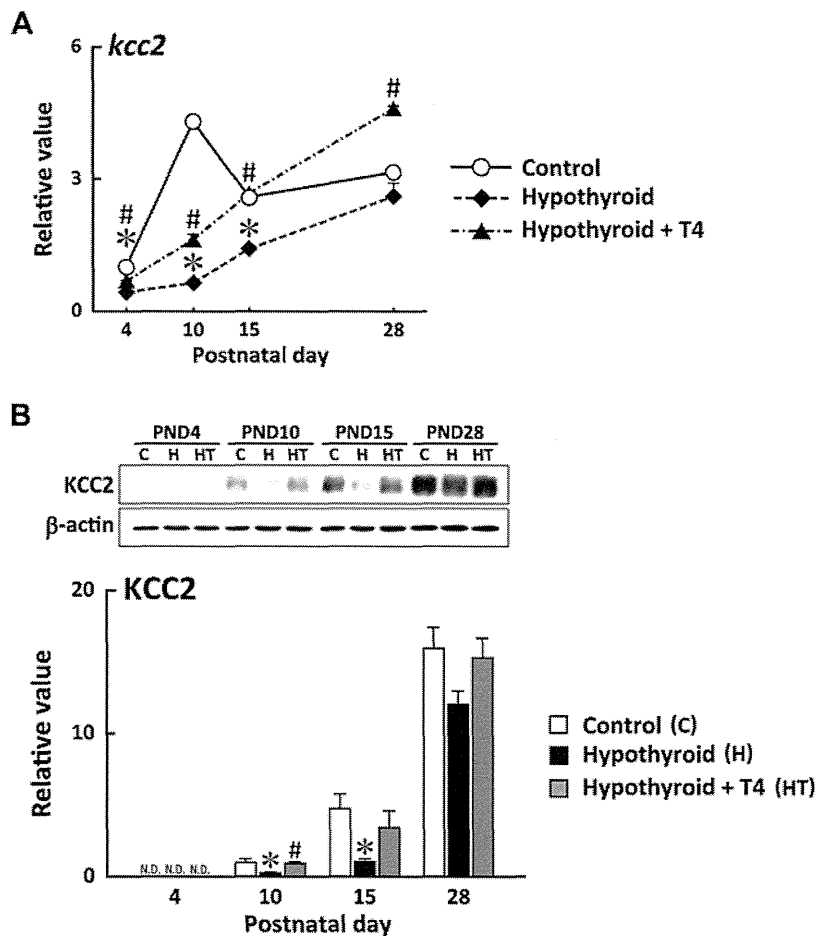 A
kcc2
6
3
0
Relative value
#
*
#
*
#
*
#
4 10 15 28
Postnatal day
Control
Hypothyroid
Hypothyroid + T4
B
PND4 PND10 PND15 PND28
C H HT C H HT C H HT C H HT
KCC2
β-actin
KCC2
20
10
0
Relative value
N.D. N.D. N.D.
* #
*
4 10 15 28
Postnatal day
Control (C)
Hypothyroid (H)
Hypothyroid + T4 (HT)